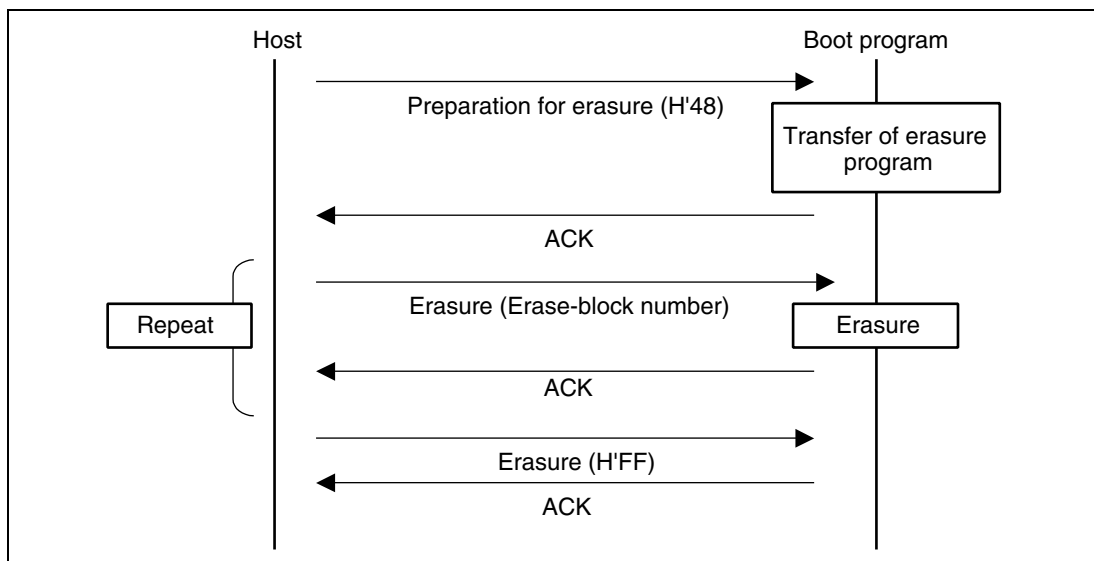 Host
Boot program
Preparation for erasure (H'48)
Transfer of erasure
program
ACK
Erasure (Erase-block number)
Repeat
Erasure
ACK
Erasure (H'FF)
ACK